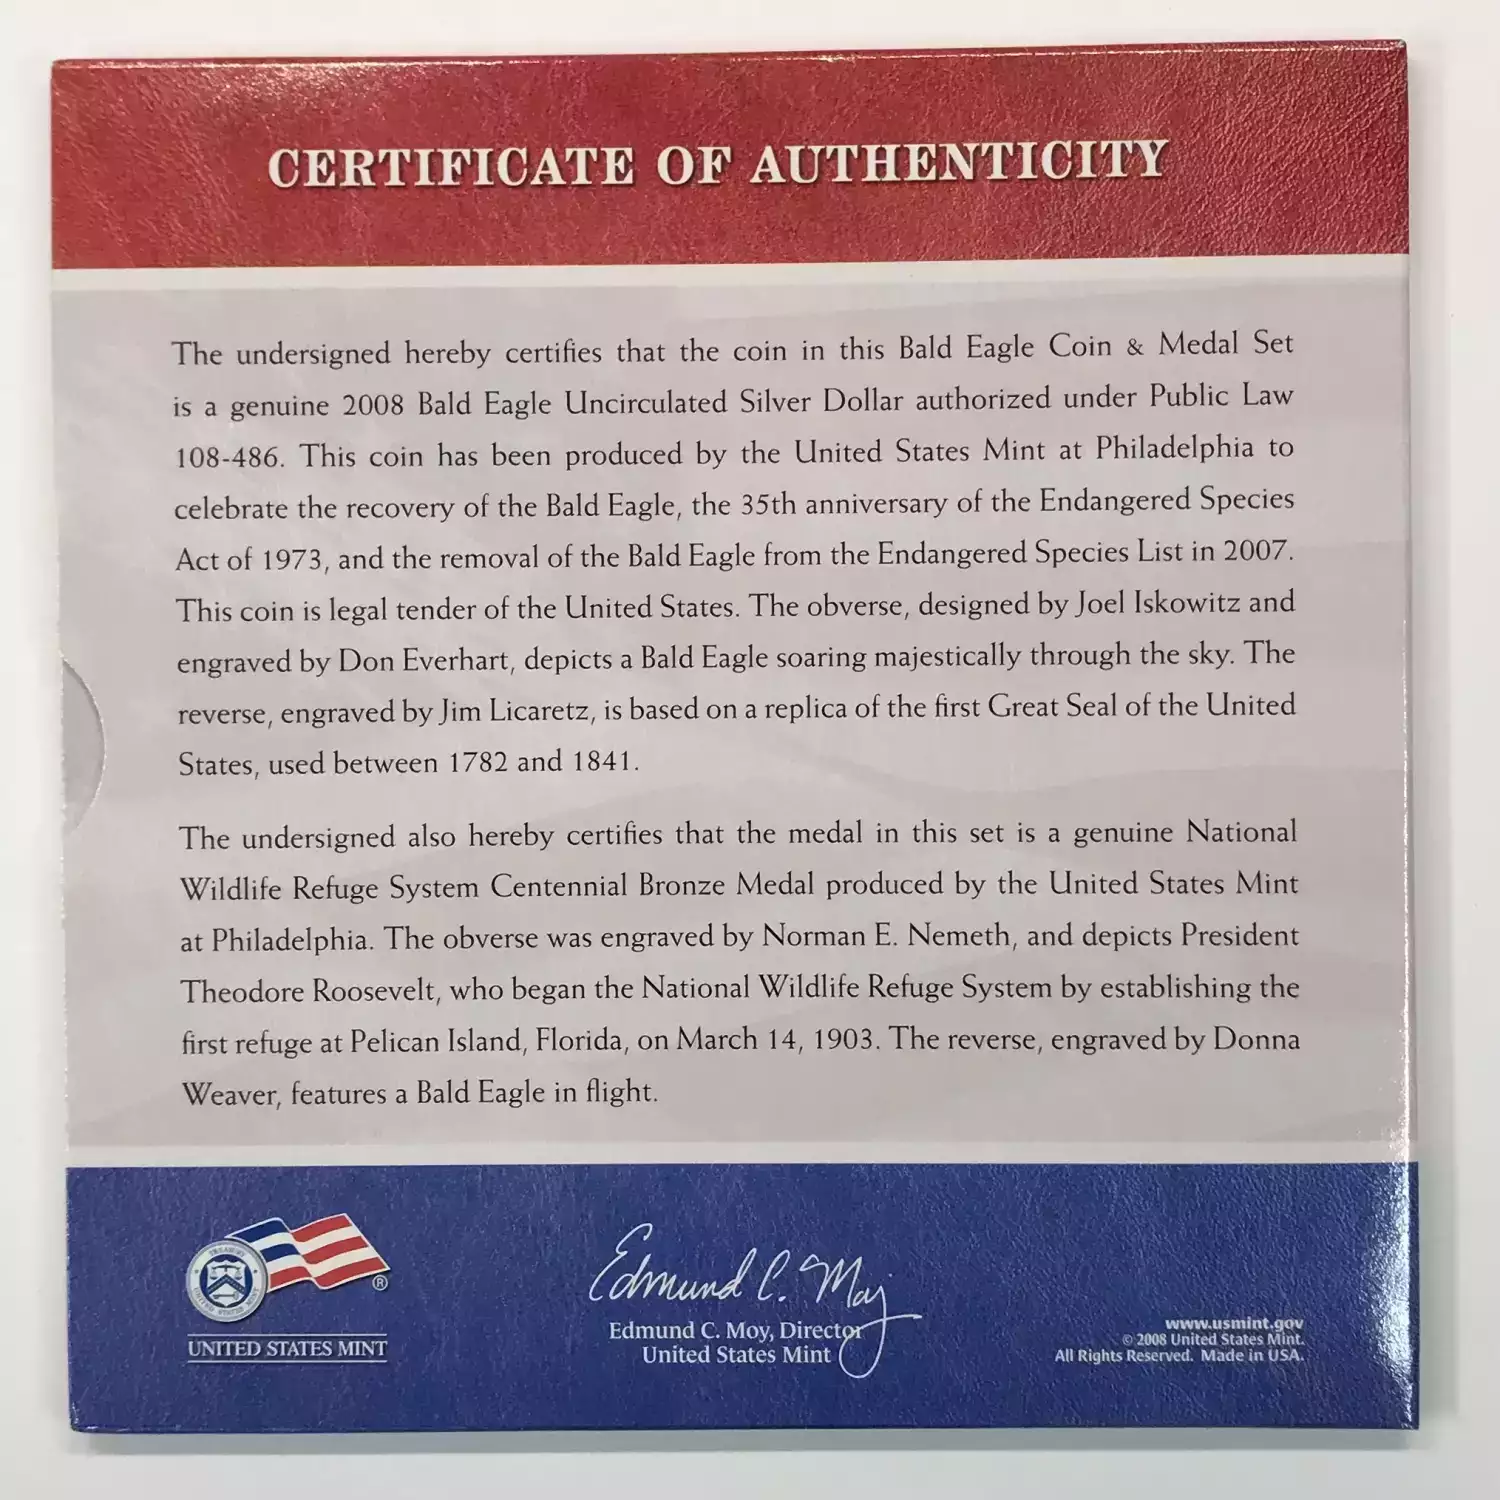 CERTIFICATE OF AUTHENTICITY
The undersigned hereby certifies that the coin in this Bald Eagle Coin & Medal Set
is a genuine 2008 Bald Eagle Uncirculated Silver Dollar authorized under Public Law
108-486. This coin has been produced by the United States Mint at Philadelphia to
celebrate the recovery of the Bald Eagle, the 35th anniversary of the Endangered Species
Act of 1973, and the removal of the Bald Eagle from the Endangered Species List in 2007.
This coin is legal tender of the United States. The obverse, designed by Joel Iskowitz and
engraved by Don Everhart, depicts a Bald Eagle soaring majestically through the sky. The
reverse, engraved by Jim Licaretz, is based on a replica of the first Great Seal of the United
States, used between 1782 and 1841.
The undersigned also hereby certifies that the medal in this set is a genuine National
Wildlife Refuge System Centennial Bronze Medal produced by the United States Mint
at Philadelphia. The obverse was engraved by Norman E. Nemeth, and depicts President
Theodore Roosevelt, who began the National Wildlife Refuge System by establishing the
first refuge at Pelican Island, Florida, on March 14, 1903. The reverse, engraved by Donna
Weaver, features a Bald Eagle in flight.
®
UNITED STATES MINT
Edmund C. Moy
Edmund C. Moy, Director
United States Mint
www.usmint.gov
© 2008 United States Mint.
All Rights Reserved. Made in USA.